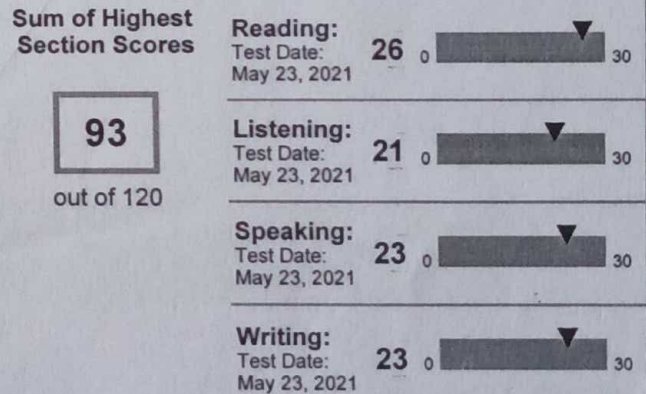 Sum of Highest
Section Scores
93
out of 120
Reading:
Test Date:
May 23, 2021
26
0
30
Listening:
Test Date:
May 23, 2021
21
0
30
Speaking:
Test Date:
May 23, 2021
23
0
30
Writing:
Test Date:
May 23, 2021
23
0
30